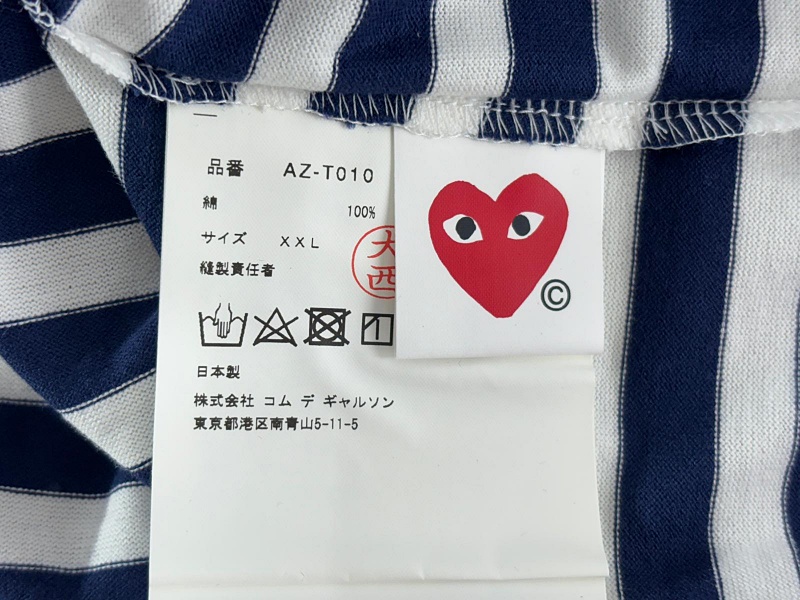 品番 AZ-T010
綿 100%
サイズ XXL
縫製責任者
大西
日本製
株式会社 コム デ ギャルソン
東京都港区南青山5-11-5
©